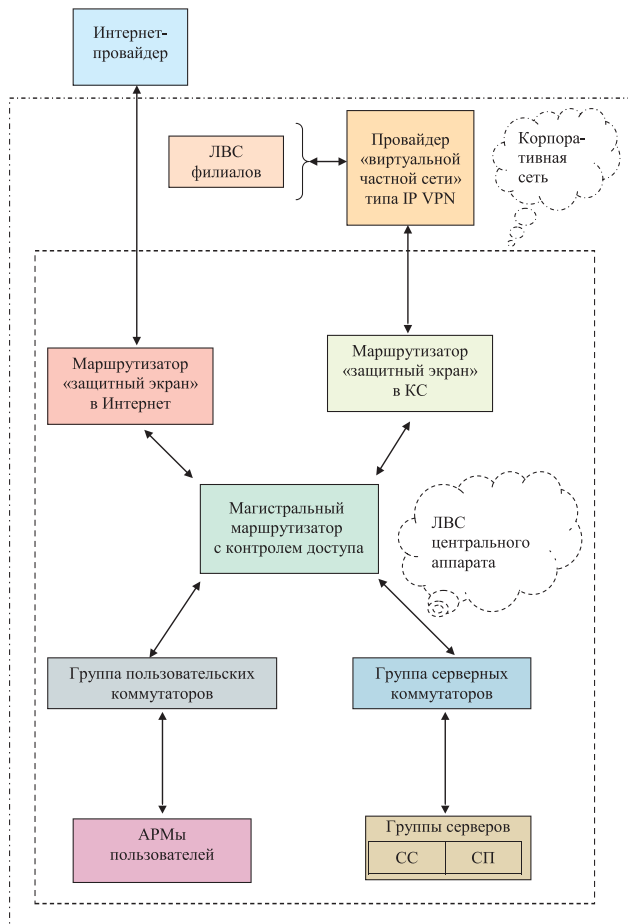 Интернет-
провайдер
ЛВС
филиалов
Провайдер
«виртуальной
частной сети»
типа IP VPN
Корпора-
тивная
сеть
Маршрутизатор
«защитный экран»
в Интернет
Маршрутизатор
«защитный экран»
в КС
Магистральный
маршрутизатор
с контролем доступа
ЛВС
центрального
аппарата
Группа пользовательских
коммутаторов
Группа серверных
коммутаторов
АРМы
пользователей
Группы серверов
СС СП